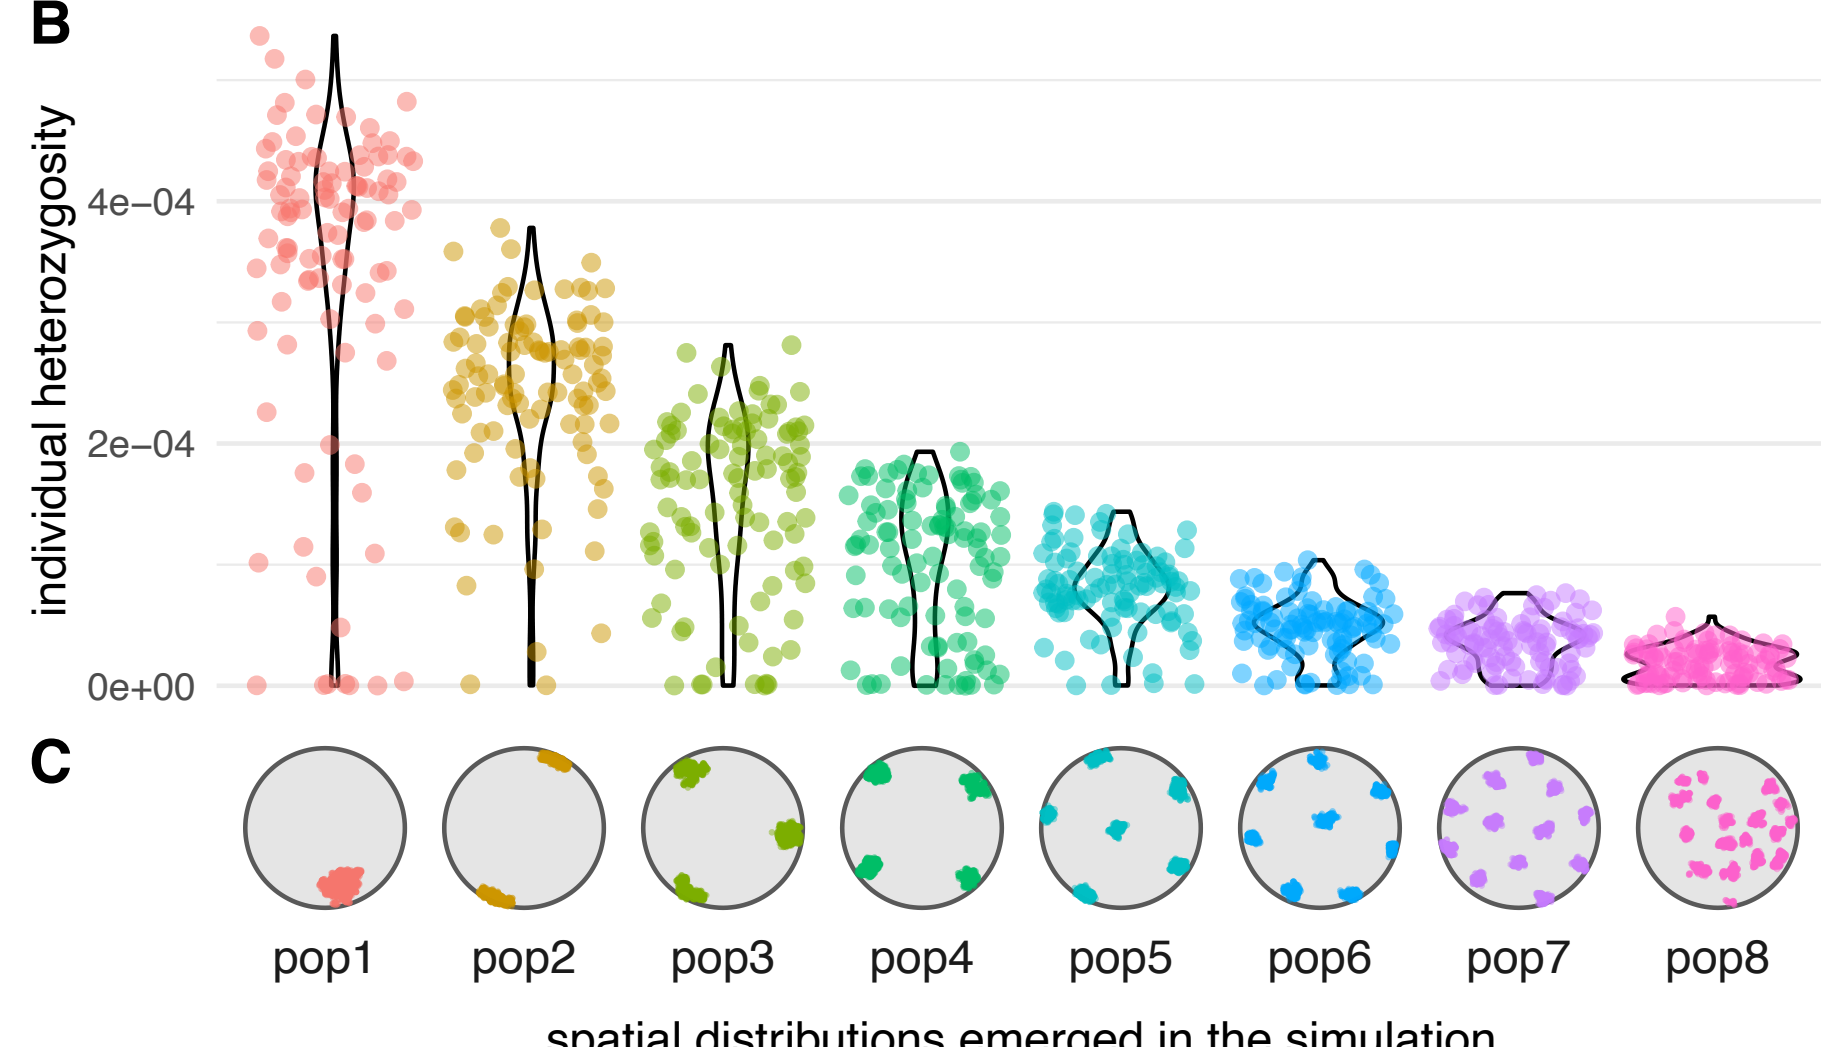 B
individual heterozygosity
4e−04
2e−04
0e+00
C
pop1 pop2 pop3 pop4 pop5 pop6 pop7 pop8
spatial distributions emerged in the simulation